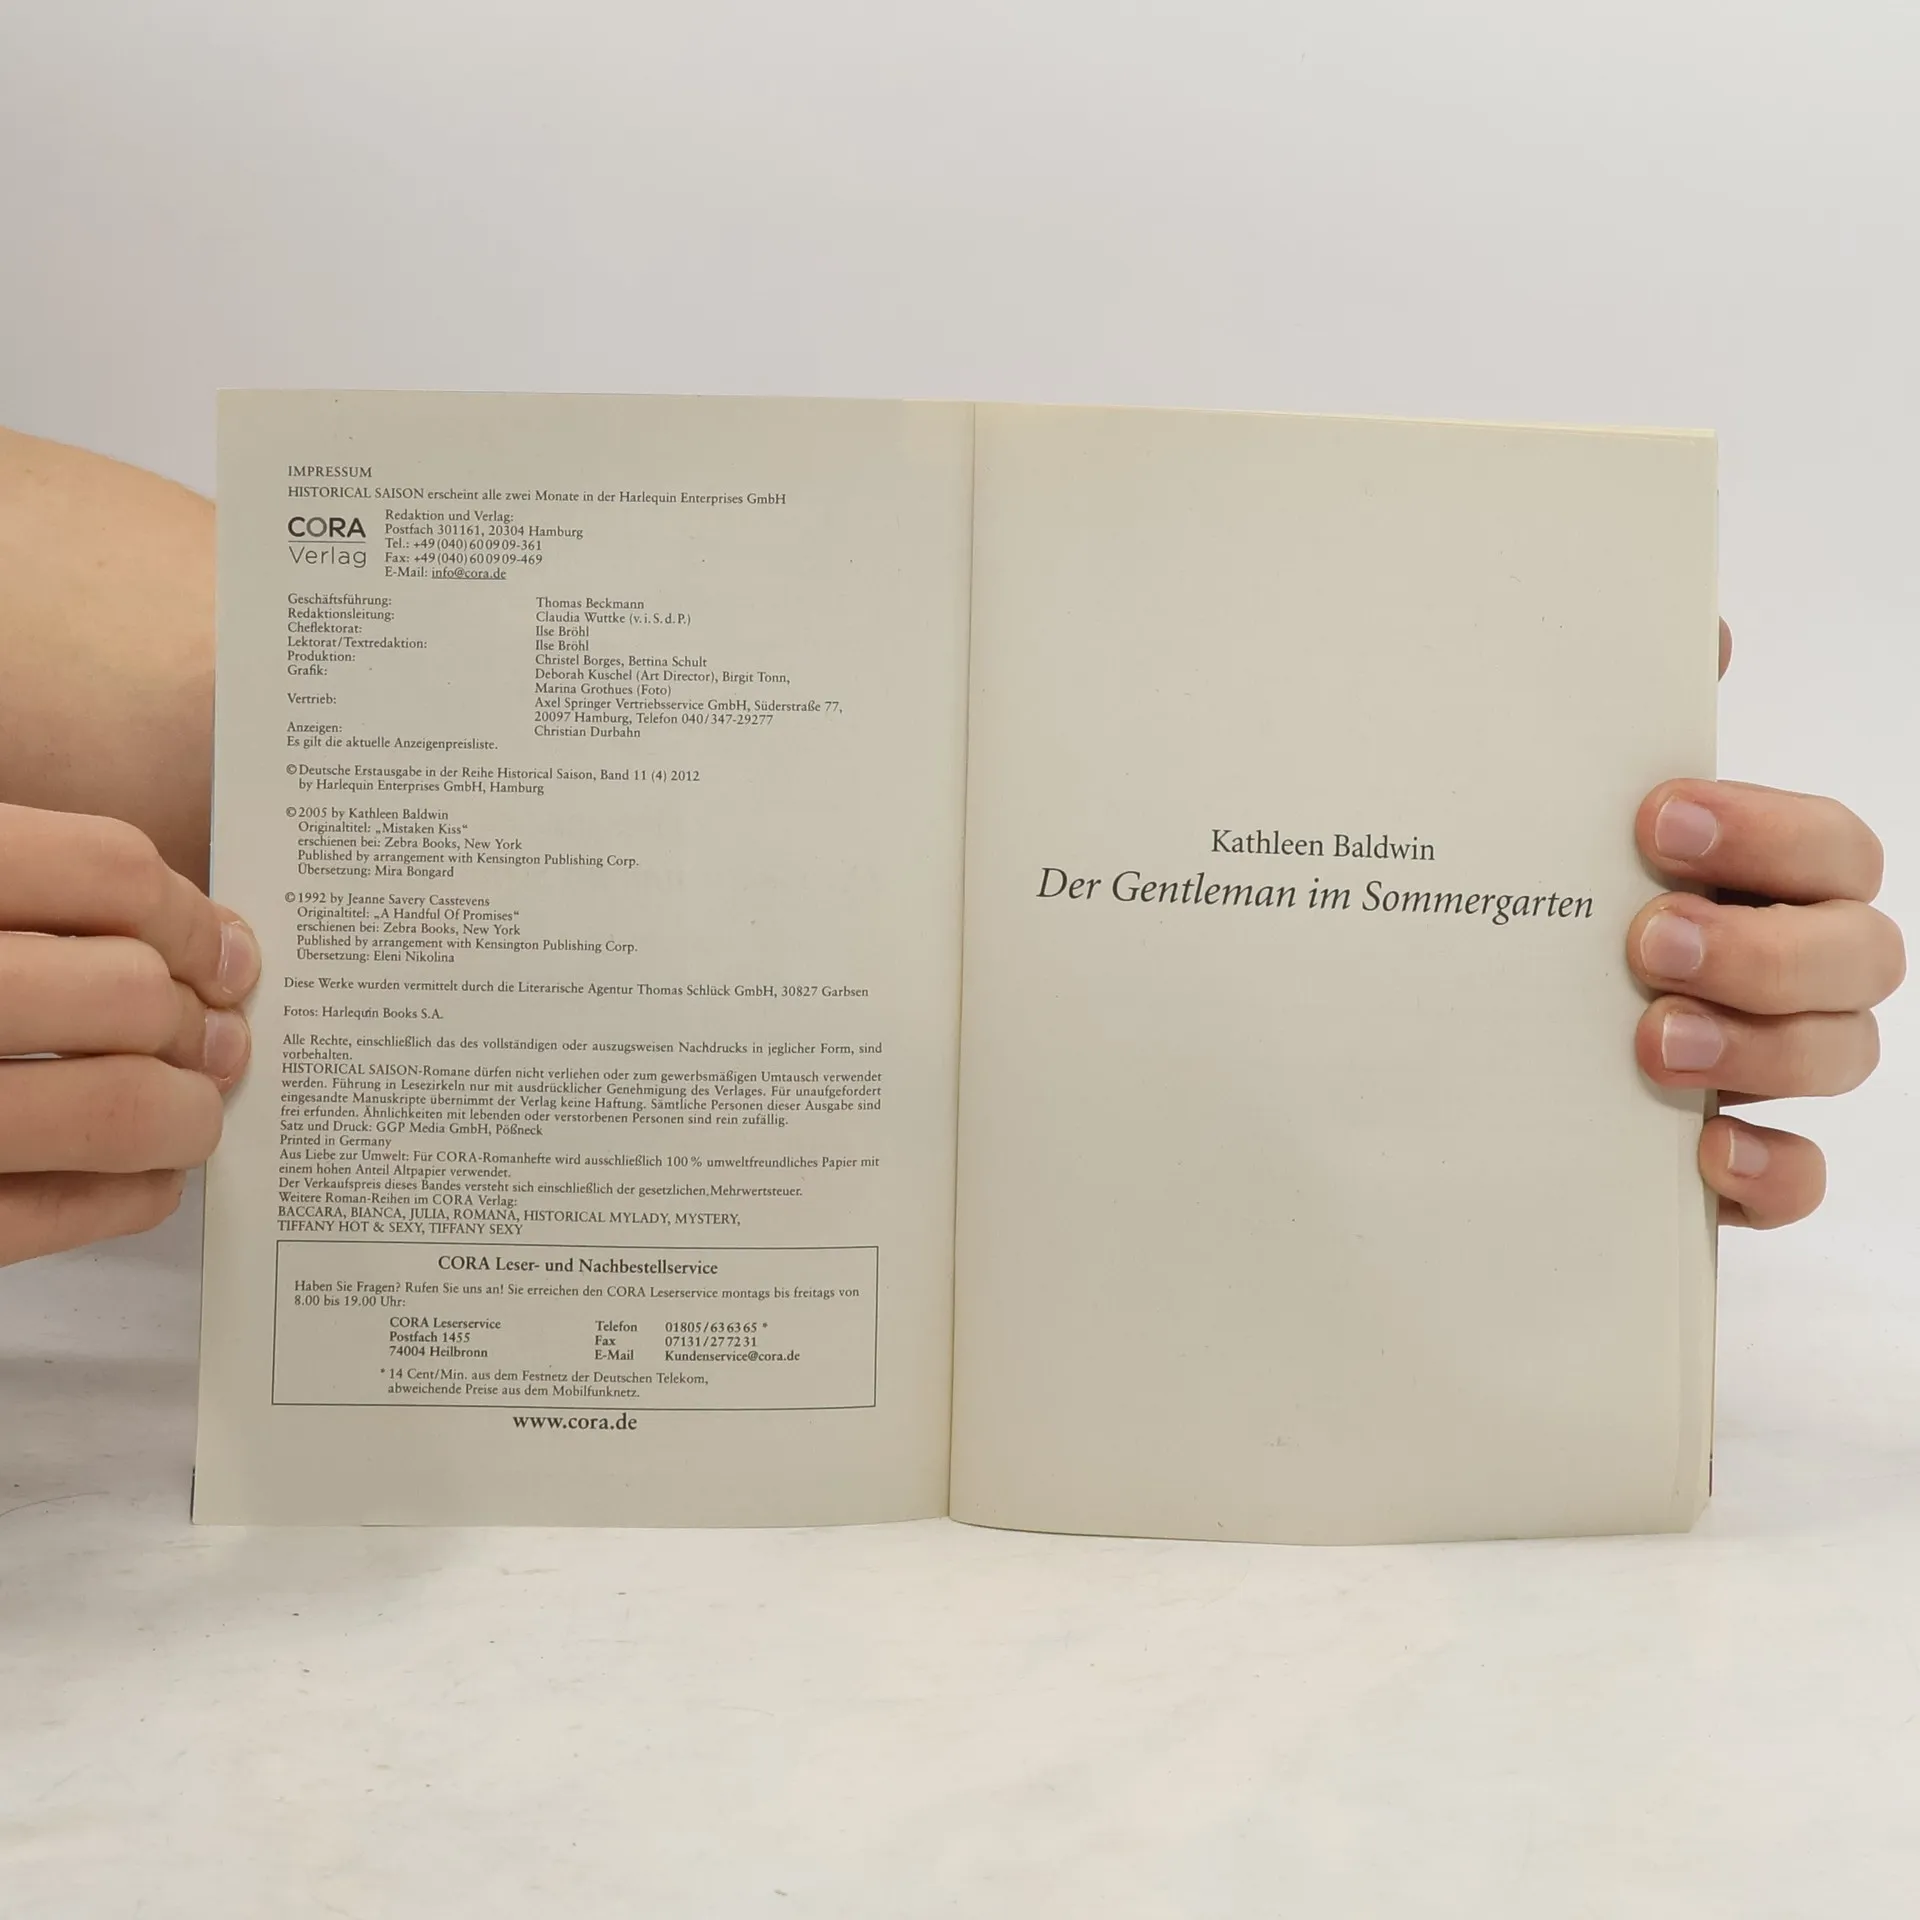 IMPRESSUM
HISTORICAL SAISON erscheint alle zwei Monate in der Harlequin Enterprises GmbH
CORA
Verlag
Redaktion und Verlag:
Postfach 301161, 20304 Hamburg
Tel.: +49(040)600909-361
Fax: +49(040)600909-469
E-Mail: info@cora.de
Geschäftsführung: Thomas Beckmann
Redaktionsleitung: Claudia Wuttke (v. i. S. d. P.)
Cheflektorat: Ilse Bröhl
Lektorat/Textredaktion: Ilse Bröhl
Produktion: Christel Borges, Bettina Schult
Grafik: Deborah Kuschel (Art Director), Birgit Tonn,
Marina Grothues (Foto)
Vertrieb: Axel Springer Vertriebsservice GmbH, Süderstraße 77,
20097 Hamburg, Telefon 040/347-29277
Anzeigen: Christian Durbahn
Es gilt die aktuelle Anzeigenpreisliste.
© Deutsche Erstausgabe in der Reihe Historical Saison, Band 11 (4) 2012
by Harlequin Enterprises GmbH, Hamburg
© 2005 by Kathleen Baldwin
Originaltitel: „Mistaken Kiss“
erschienen bei: Zebra Books, New York
Published by arrangement with Kensington Publishing Corp.
Übersetzung: Mira Bongard
© 1992 by Jeanne Savery Casstevens
Originaltitel: „A Handful Of Promises“
erschienen bei: Zebra Books, New York
Published by arrangement with Kensington Publishing Corp.
Übersetzung: Eleni Nikolina
Diese Werke wurden vermittelt durch die Literarische Agentur Thomas Schlück GmbH, 30827 Garbsen
Fotos: Harlequin Books S.A.
Alle Rechte, einschließlich das des vollständigen oder auszugsweisen Nachdrucks in jeglicher Form, sind
vorbehalten.
HISTORICAL SAISON-Romane dürfen nicht verliehen oder zum gewerbsmäßigen Umtausch verwendet
werden. Führung in Lesezirkeln nur mit ausdrücklicher Genehmigung des Verlages. Für unaufgefordert
eingesandte Manuskripte übernimmt der Verlag keine Haftung. Sämtliche Personen dieser Ausgabe sind
frei erfunden. Ähnlichkeiten mit lebenden oder verstorbenen Personen sind rein zufällig.
Satz und Druck: GGP Media GmbH, Pößneck
Printed in Germany
Aus Liebe zur Umwelt: Für CORA-Romanhefte wird ausschließlich 100 % umweltfreundliches Papier mit
einem hohen Anteil Altpapier verwendet.
Der Verkaufspreis dieses Bandes versteht sich einschließlich der gesetzlichen Mehrwertsteuer.
Weitere Roman-Reihen im CORA Verlag:
BACCARA, BIANCA, JULIA, ROMANA, HISTORICAL MYLADY, MYSTERY,
TIFFANY HOT & SEXY, TIFFANY SEXY
CORA Leser- und Nachbestellservice
Haben Sie Fragen? Rufen Sie uns an! Sie erreichen den CORA Leserservice montags bis freitags von
8.00 bis 19.00 Uhr:
CORA Leserservice Telefon 01805/636365 *
Postfach 1455 Fax 07131/277231
74004 Heilbronn E-Mail Kundenservice@cora.de
* 14 Cent/Min. aus dem Festnetz der Deutschen Telekom,
abweichende Preise aus dem Mobilfunknetz.
www.cora.de
Kathleen Baldwin
Der Gentleman im Sommergarten